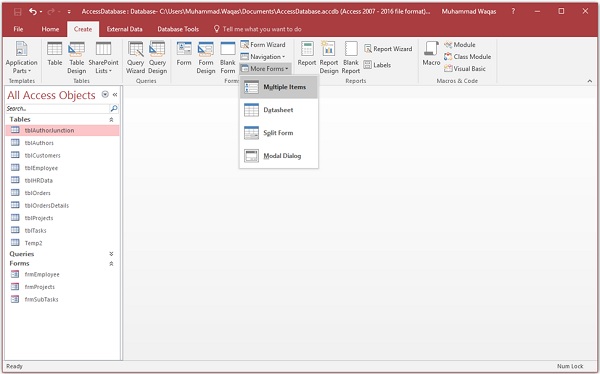 AccessDatabase : Database- C:\Users\Muhammad.Waqas\Documents\AccessDatabase.accdb (Access 2007 - 2016 file format)...
Muhammad Waqas
File Home Create External Data Database Tools Tell me what you want to do
Application Parts
Table
Table Design
SharePoint Lists
Query Wizard
Query Design
Form
Form Design
Blank Form
Form Wizard
Navigation
More Forms
Report
Report Design
Blank Report
Report Wizard
Labels
Macro
Module
Class Module
Visual Basic
Templates Tables Queries Forms Reports Macros & Code
Multiple Items
Datasheet
Split Form
Modal Dialog
All Access Objects
Search...
Tables
tblAuthorJunction
tblAuthors
tblCustomers
tblEmployee
tblHRData
tblOrders
tblOrdersDetails
tblProjects
tblTasks
Temp2
Queries
Forms
frmEmployee
frmProjects
frmSubTasks
Ready
Num Lock